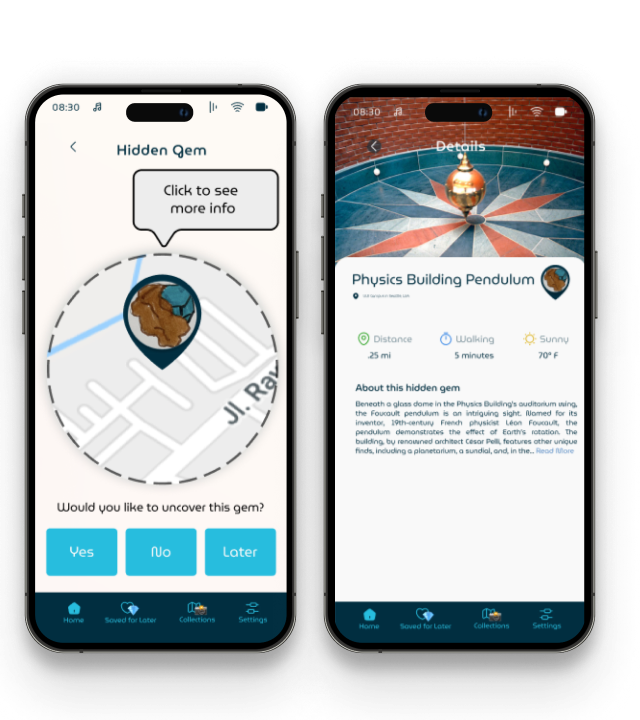 08:30
Hidden Gem
Click to see
more info
Jl. Ra
Would you like to uncover this gem?
Yes
No
Later
Home
Saved for Later
Collections
Settings
08:30
Details
Physics Building Pendulum
Distance
.25 mi
Walking
5 minutes
Sunny
70° F
About this hidden gem
Beneath a glass dome in the Physics Building's auditorium wing,
the Foucault pendulum is an intriguing sight. Named for its
inventor, 19th-century French physicist Léon Foucault, the
pendulum demonstrates the effect of Earth's rotation. The
building, by renowned architect César Pelli, features other unique
finds, including a planetarium, a sundial, and, in the... Read More
Home
Saved for Later
Collections
Settings